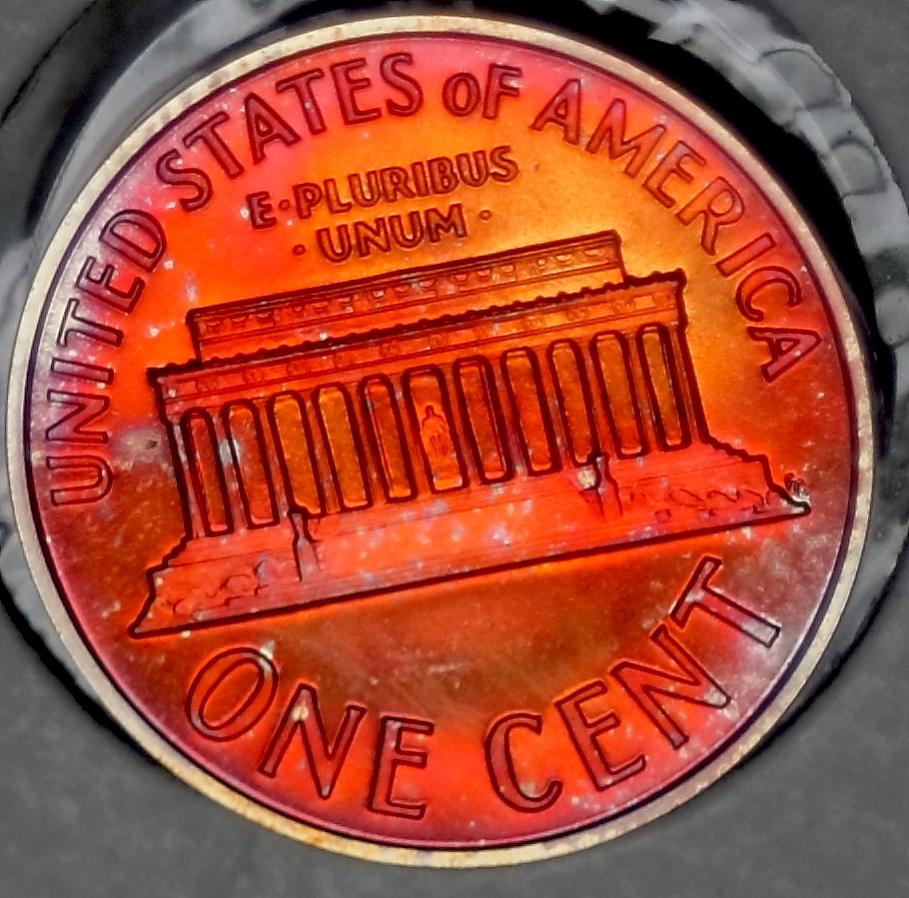 UNITED STATES OF AMERICA
E·PLURIBUS
·UNUM·
ONE CENT